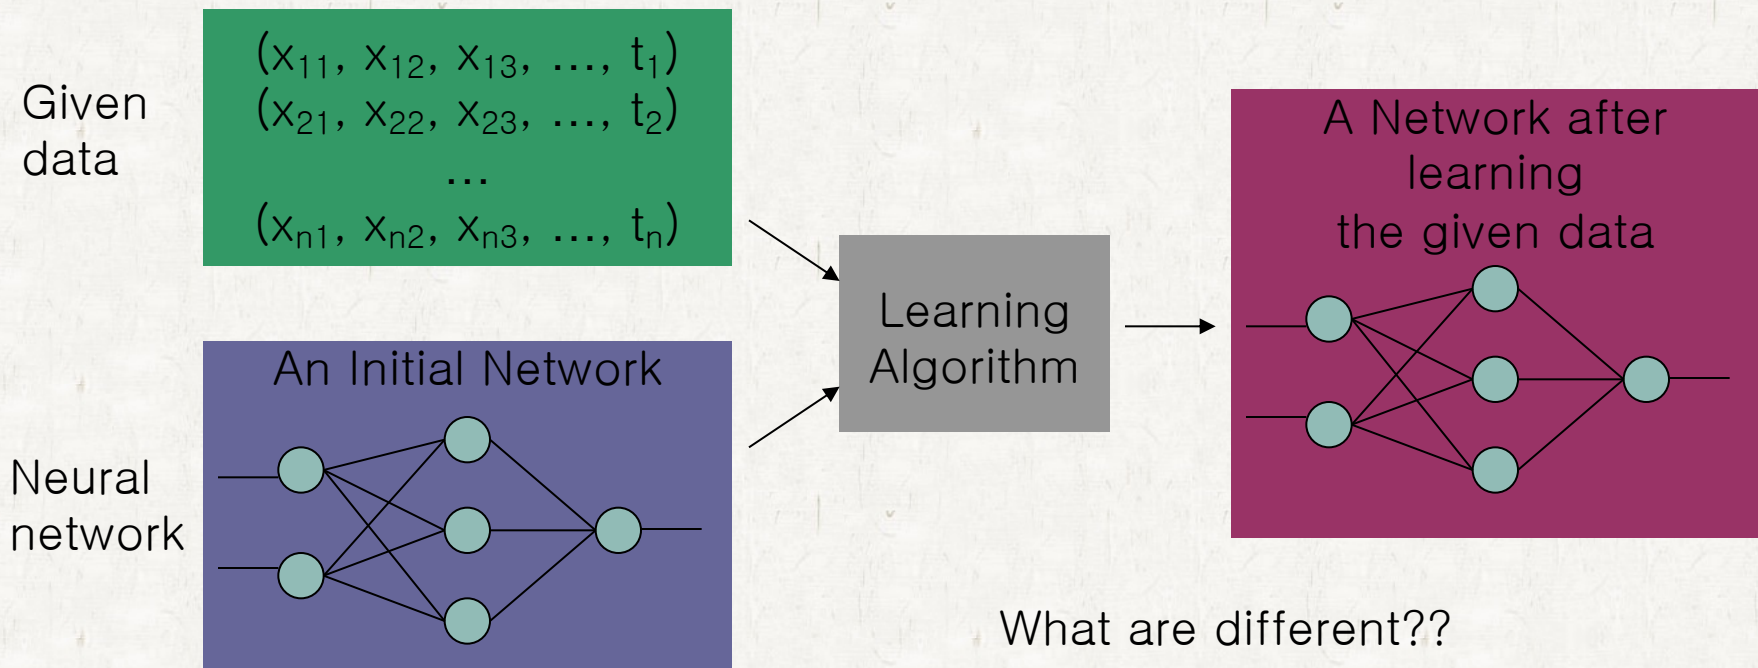 Given
data
(x₁₁, x₁₂, x₁₃, ..., t₁)
(x₂₁, x₂₂, x₂₃, ..., t₂)
...
(xₙ₁, xₙ₂, xₙ₃, ..., tₙ)
Neural
network
An Initial Network
Learning
Algorithm
A Network after
learning
the given data
What are different??